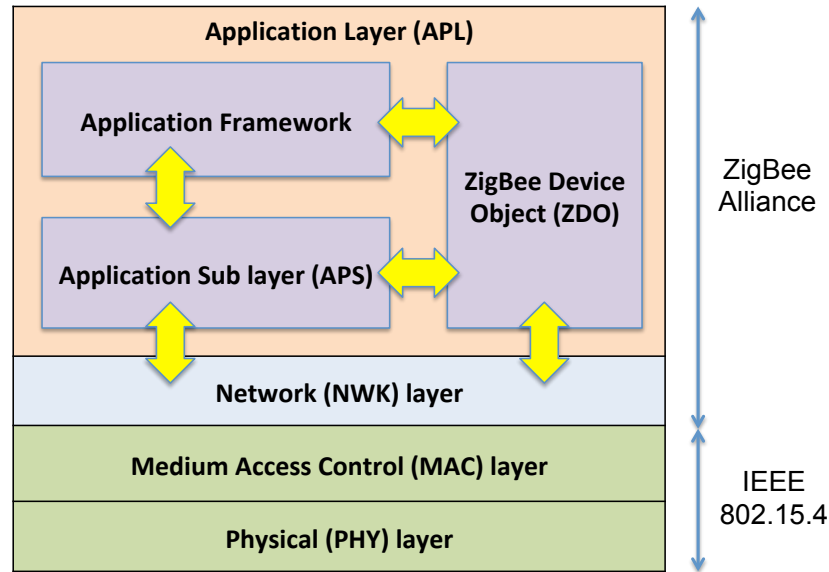 Application Layer (APL)
Application Framework
ZigBee Device
Object (ZDO)
Application Sub layer (APS)
Network (NWK) layer
Medium Access Control (MAC) layer
Physical (PHY) layer
ZigBee
Alliance
IEEE
802.15.4